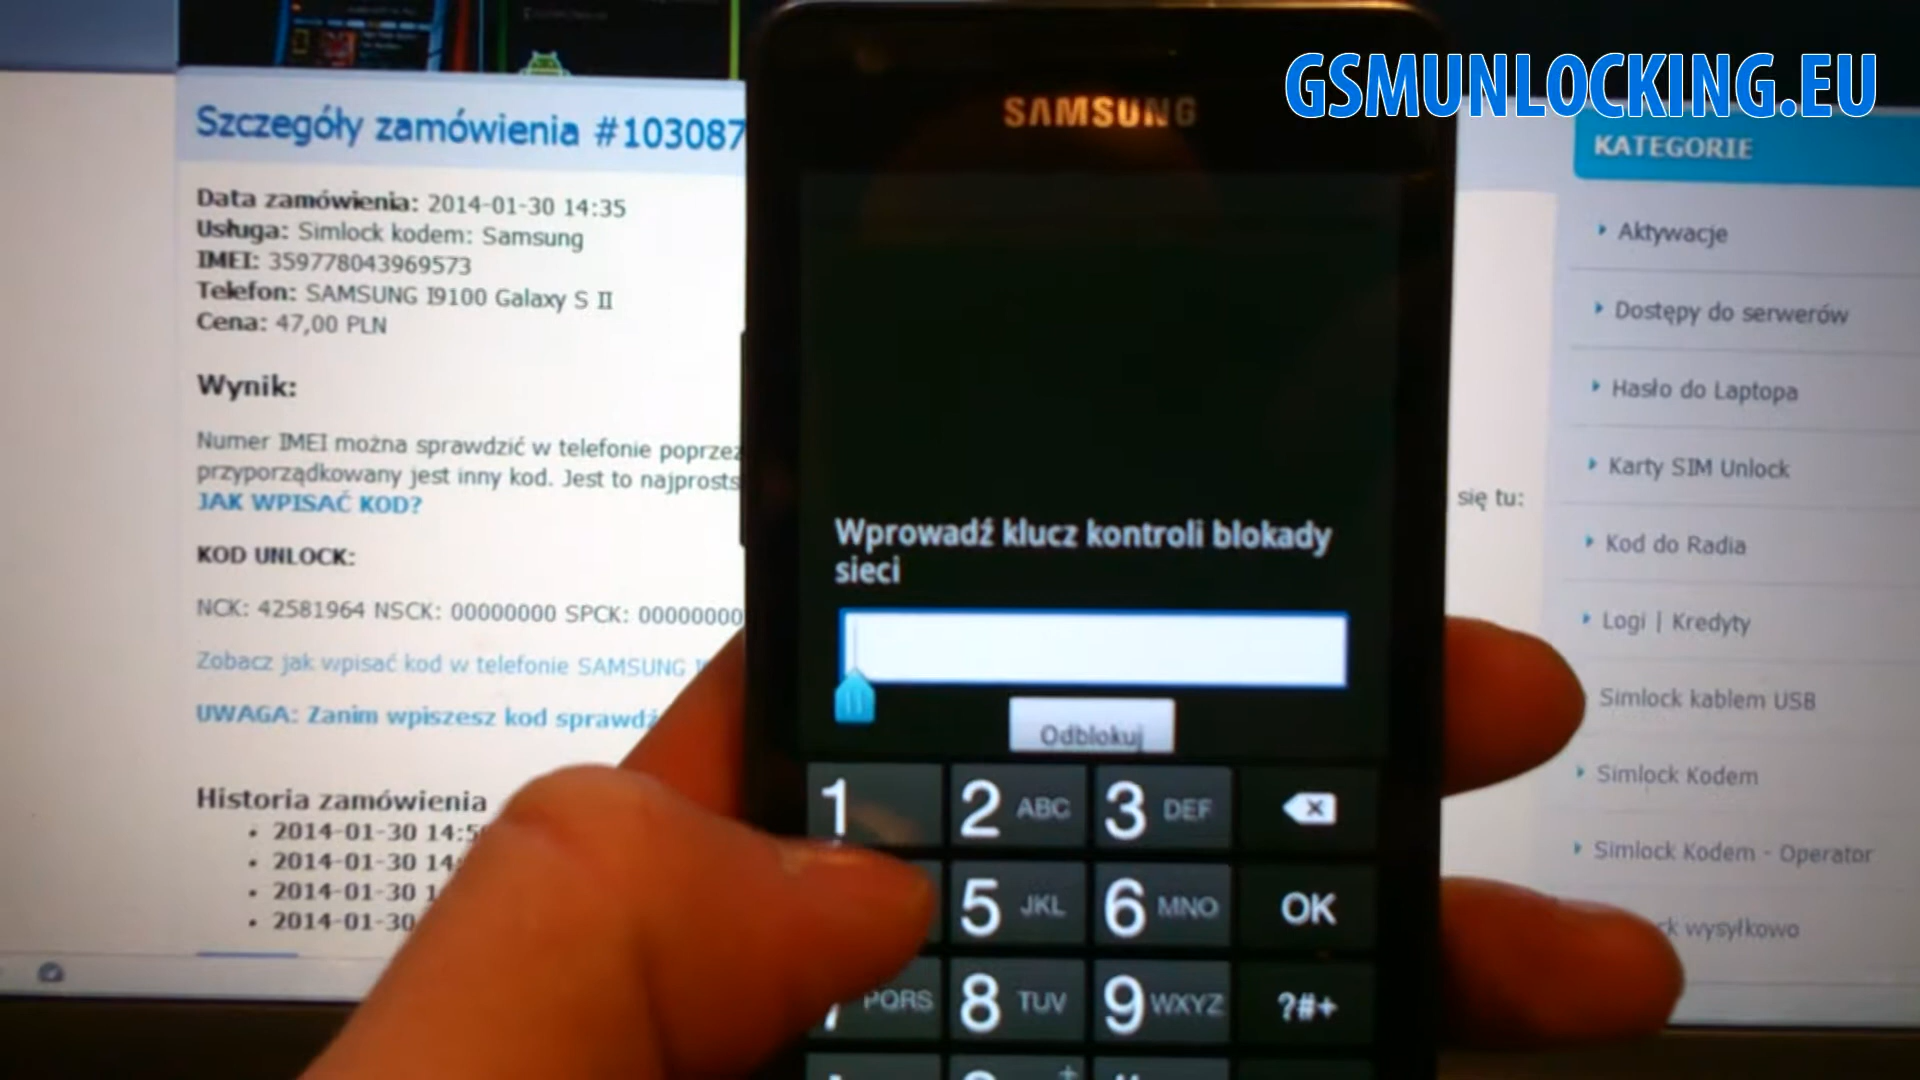 GSMUNLOCKING.EU
Szczegóły zamówienia #103087
Data zamówienia: 2014-01-30 14:35
Usługa: Simlock kodem: Samsung
IMEI: 359778043969573
Telefon: SAMSUNG I9100 Galaxy S II
Cena: 47,00 PLN
Wynik:
Numer IMEI można sprawdzić w telefonie poprzez
przyporządkowany jest inny kod. Jest to
się tu:
JAK WPISAĆ KOD?
KOD UNLOCK:
NCK: 42581964 NSCK: 00000000 SPCK: 00000000
Zobacz jak wpisać kod w telefonie SAMSUNG
UWAGA: Zanim wpiszesz kod
Historia zamówienia
• 2014-01-30
• 2014-01-30
• 2014-01-30
• 2014-01-30
SAMSUNG
Wprowadź klucz kontroli blokady
sieci
Odblokuj
1 2 ABC 3 DEF
5 JKL 6 MNO OK
7 PQRS 8 TUV 9 WXYZ ?#+
KATEGORIE
Aktywacje
Dostępy do serwerów
Hasło do Laptopa
Karty SIM Unlock
Kod do Radia
Logi | Kredyty
Simlock kablem USB
Simlock Kodem
Simlock Kodem - Operator
wysyłkowo